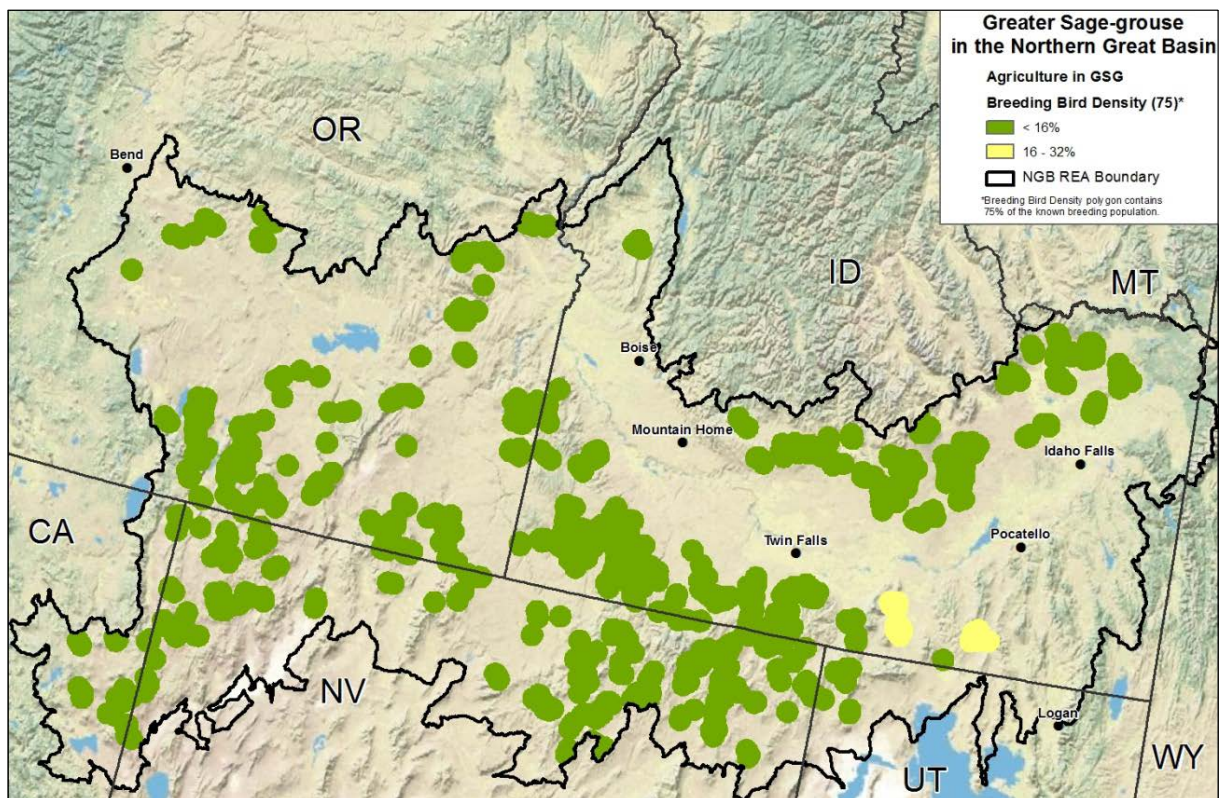 Greater Sage-grouse
in the Northern Great Basin
Agriculture in GSG
Breeding Bird Density (75)*
< 16%
16 - 32%
NGB REA Boundary
*Breeding Bird Density polygon contains
75% of the known breeding population.
OR
Bend
ID
MT
Boise
Mountain Home
Idaho Falls
CA
Twin Falls
Pocatello
NV
Logan
UT
WY